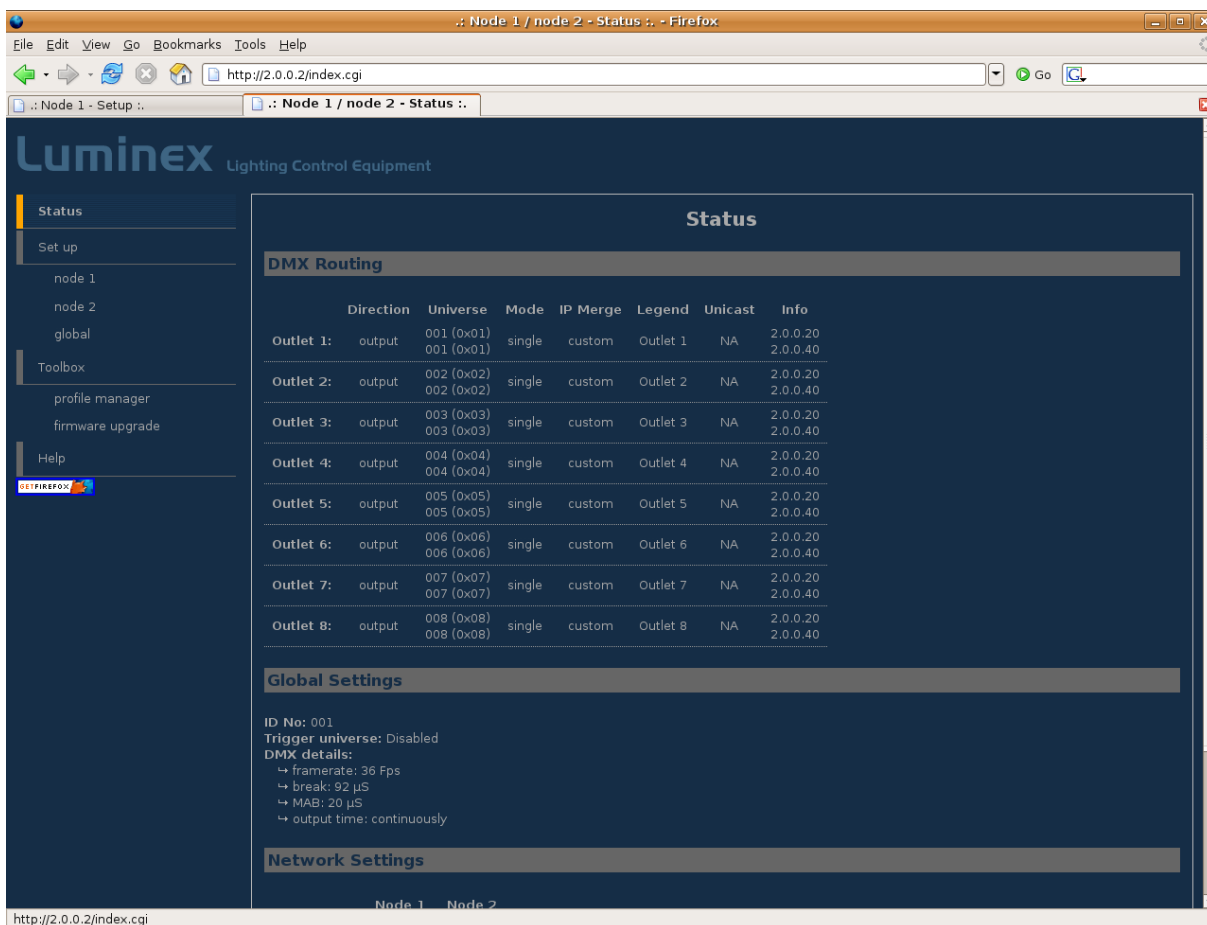 .: Node 1 / node 2 - Status :. - Firefox
File Edit View Go Bookmarks Tools Help
http://2.0.0.2/index.cgi Go G
.: Node 1 - Setup :. .: Node 1 / node 2 - Status :.
Luminex Lighting Control Equipment
Status
Set up
node 1
node 2
global
Toolbox
profile manager
firmware upgrade
Help
GETFIREFOX
Status
DMX Routing
Direction Universe Mode IP Merge Legend Unicast Info
Outlet 1: output 001 (0x01) 001 (0x01) single custom Outlet 1 NA 2.0.0.20 2.0.0.40
Outlet 2: output 002 (0x02) 002 (0x02) single custom Outlet 2 NA 2.0.0.20 2.0.0.40
Outlet 3: output 003 (0x03) 003 (0x03) single custom Outlet 3 NA 2.0.0.20 2.0.0.40
Outlet 4: output 004 (0x04) 004 (0x04) single custom Outlet 4 NA 2.0.0.20 2.0.0.40
Outlet 5: output 005 (0x05) 005 (0x05) single custom Outlet 5 NA 2.0.0.20 2.0.0.40
Outlet 6: output 006 (0x06) 006 (0x06) single custom Outlet 6 NA 2.0.0.20 2.0.0.40
Outlet 7: output 007 (0x07) 007 (0x07) single custom Outlet 7 NA 2.0.0.20 2.0.0.40
Outlet 8: output 008 (0x08) 008 (0x08) single custom Outlet 8 NA 2.0.0.20 2.0.0.40
Global Settings
ID No: 001
Trigger universe: Disabled
DMX details:
↪ framerate: 36 Fps
↪ break: 92 µS
↪ MAB: 20 µS
↪ output time: continuously
Network Settings
Node 1 Node 2
http://2.0.0.2/index.cgi